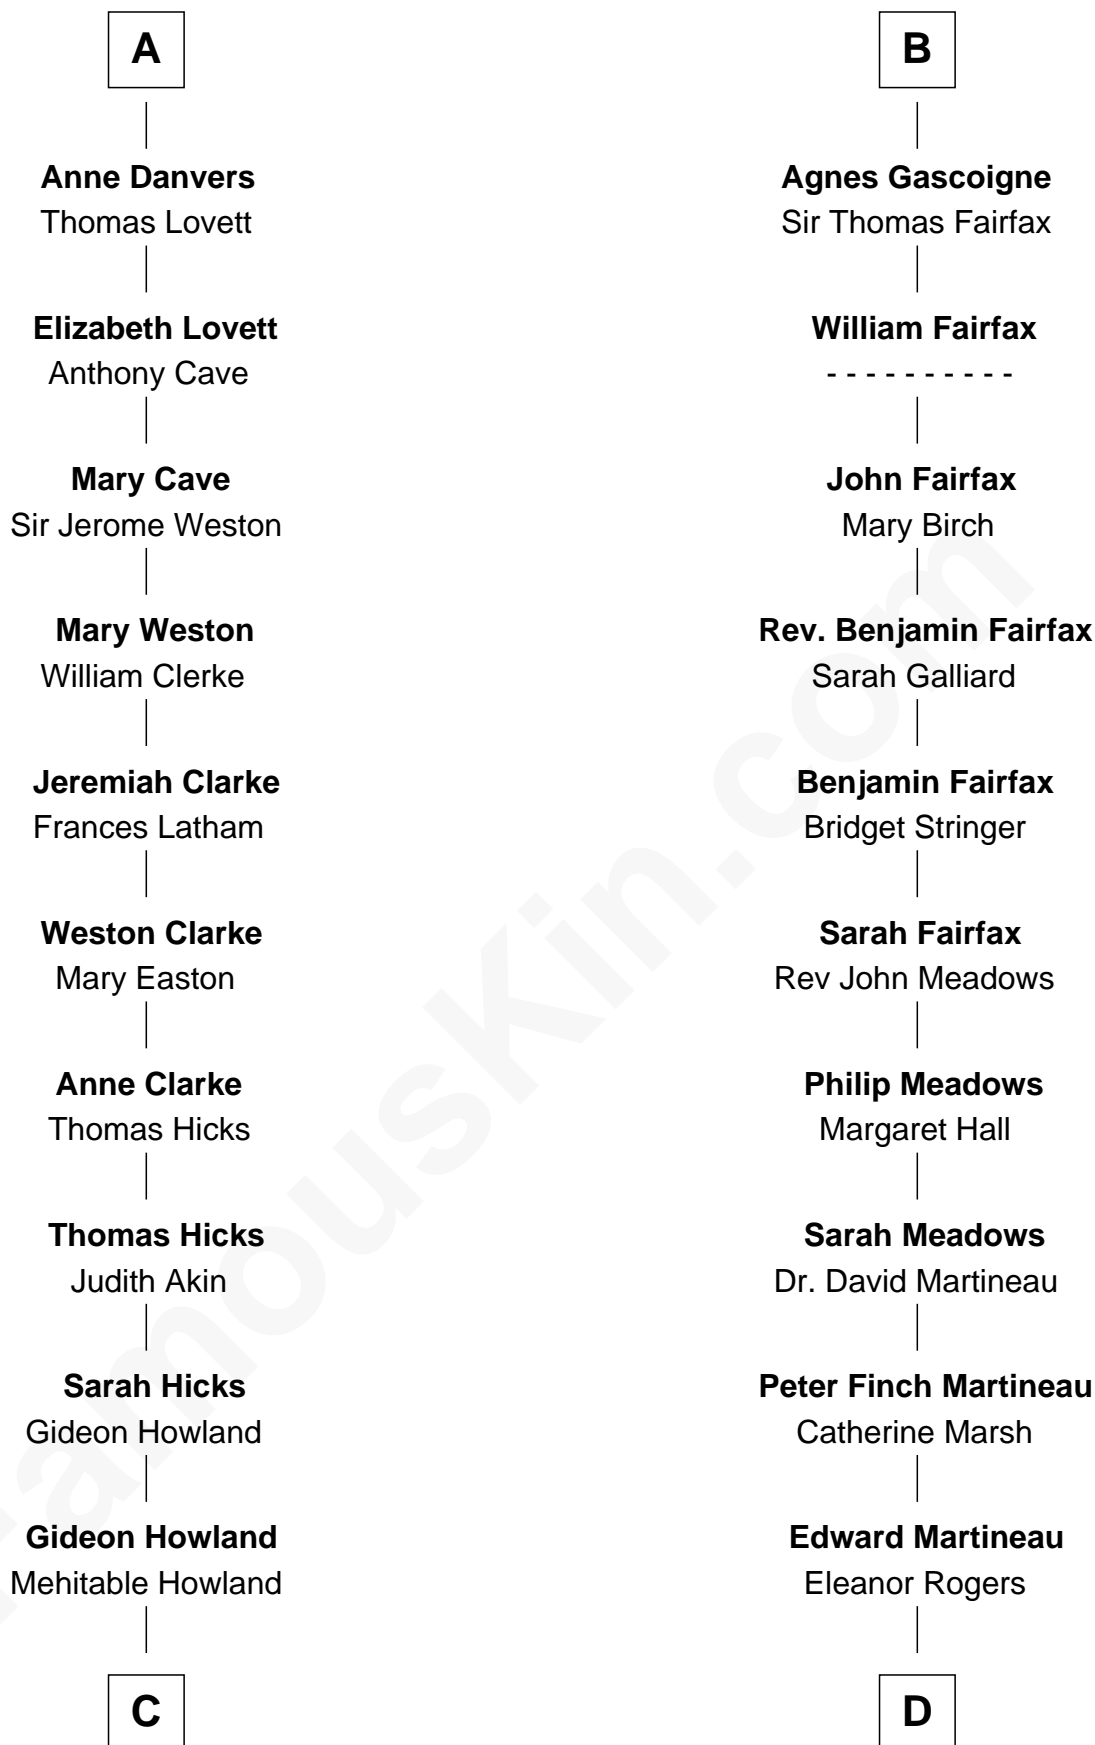 A
Anne Danvers
Thomas Lovett
Elizabeth Lovett
Anthony Cave
Mary Cave
Sir Jerome Weston
Mary Weston
William Clerke
Jeremiah Clarke
Frances Latham
Weston Clarke
Mary Easton
Anne Clarke
Thomas Hicks
Thomas Hicks
Judith Akin
Sarah Hicks
Gideon Howland
Gideon Howland
Mehitable Howland
C
B
Agnes Gascoigne
Sir Thomas Fairfax
William Fairfax
- - - - - - - - - -
John Fairfax
Mary Birch
Rev. Benjamin Fairfax
Sarah Galliard
Benjamin Fairfax
Bridget Stringer
Sarah Fairfax
Rev John Meadows
Philip Meadows
Margaret Hall
Sarah Meadows
Dr. David Martineau
Peter Finch Martineau
Catherine Marsh
Edward Martineau
Eleanor Rogers
D
FamousKin.com